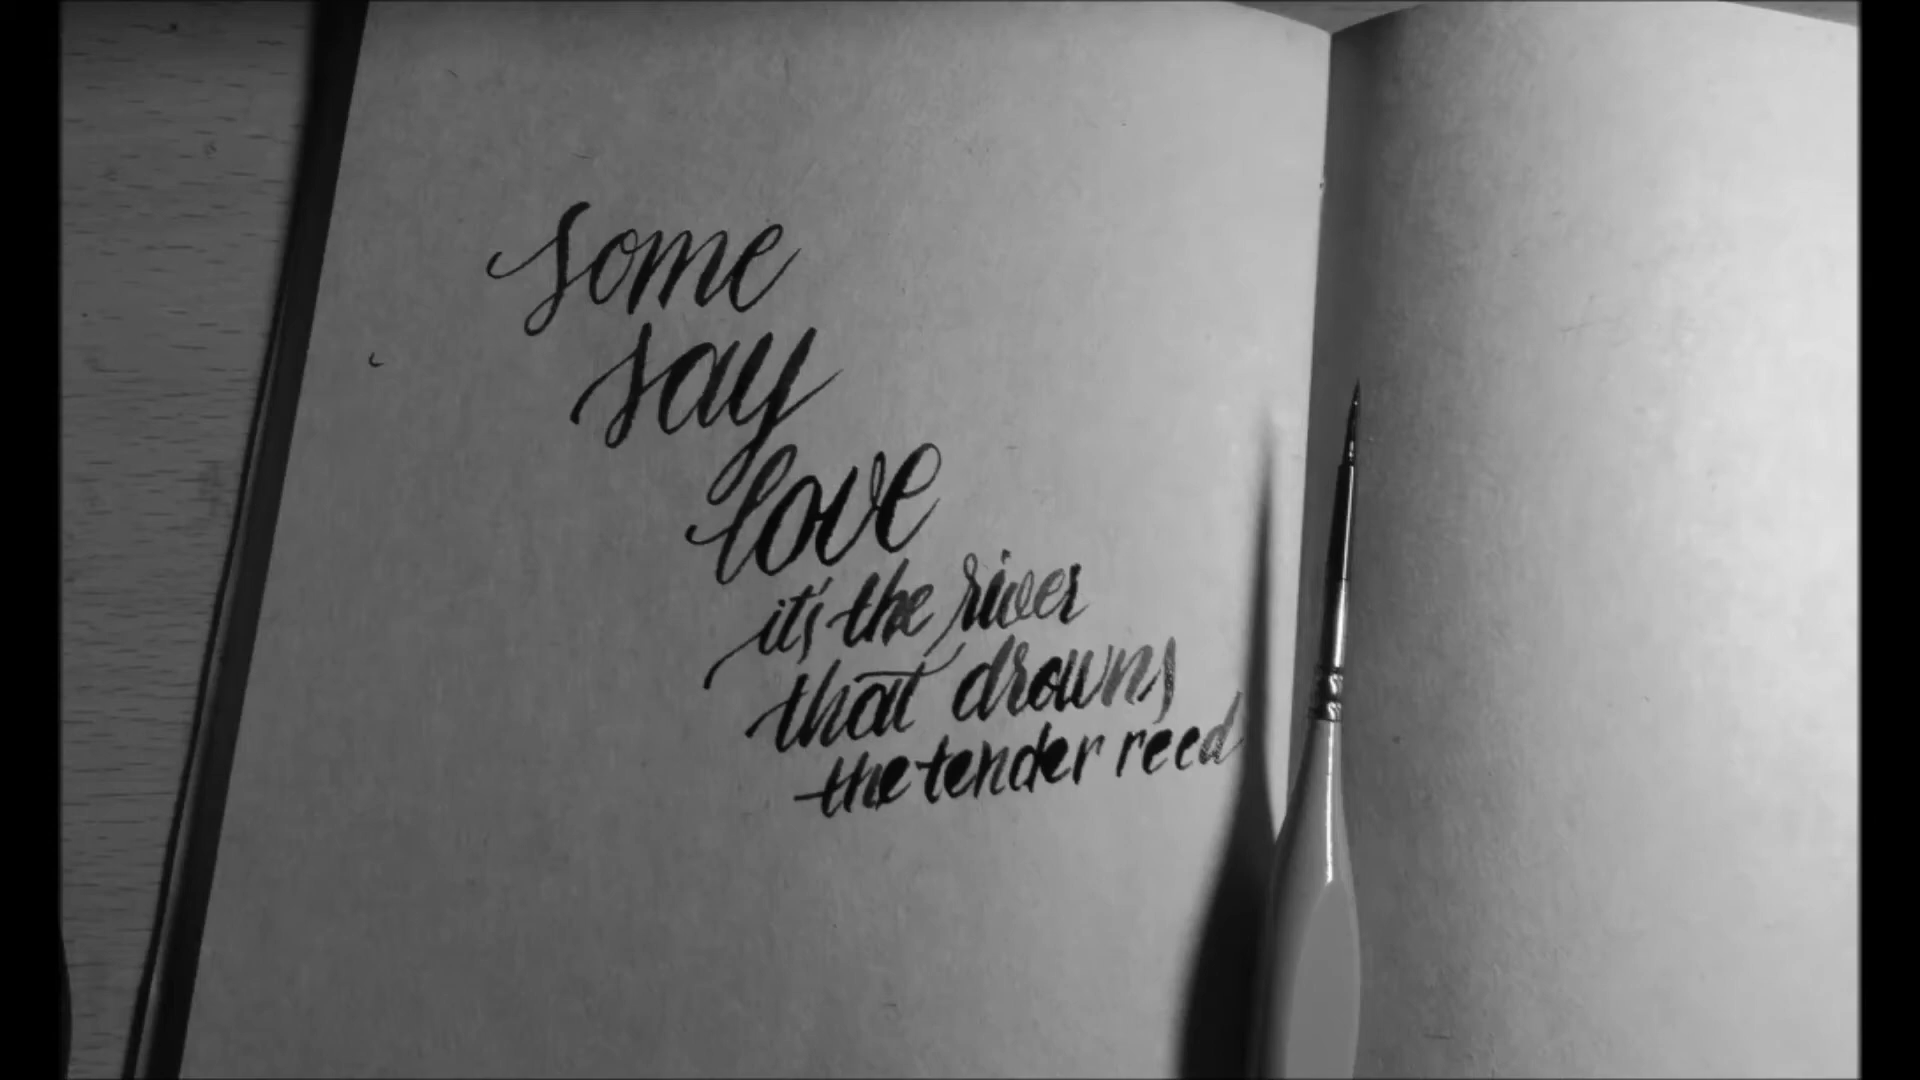 some
say
love
it's the river
that drowns
the tender reed